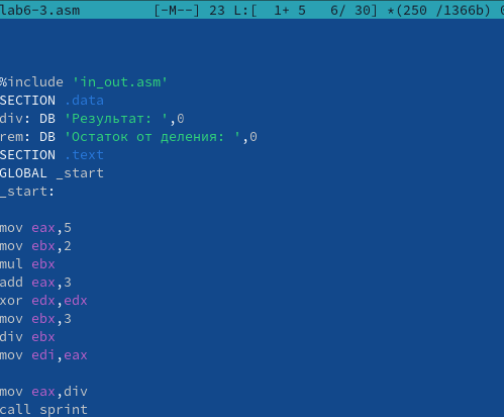 lab6-3.asm [-M--] 23 L:[ 1+ 5 6/ 30] *(250 /1366b)
%include 'in_out.asm'
SECTION .data
div: DB 'Результат: ',0
rem: DB 'Остаток от деления: ',0
SECTION .text
GLOBAL _start
_start:
mov eax,5
mov ebx,2
mul ebx
add eax,3
xor edx,edx
mov ebx,3
div ebx
mov edi,eax
mov eax,div
call sprint